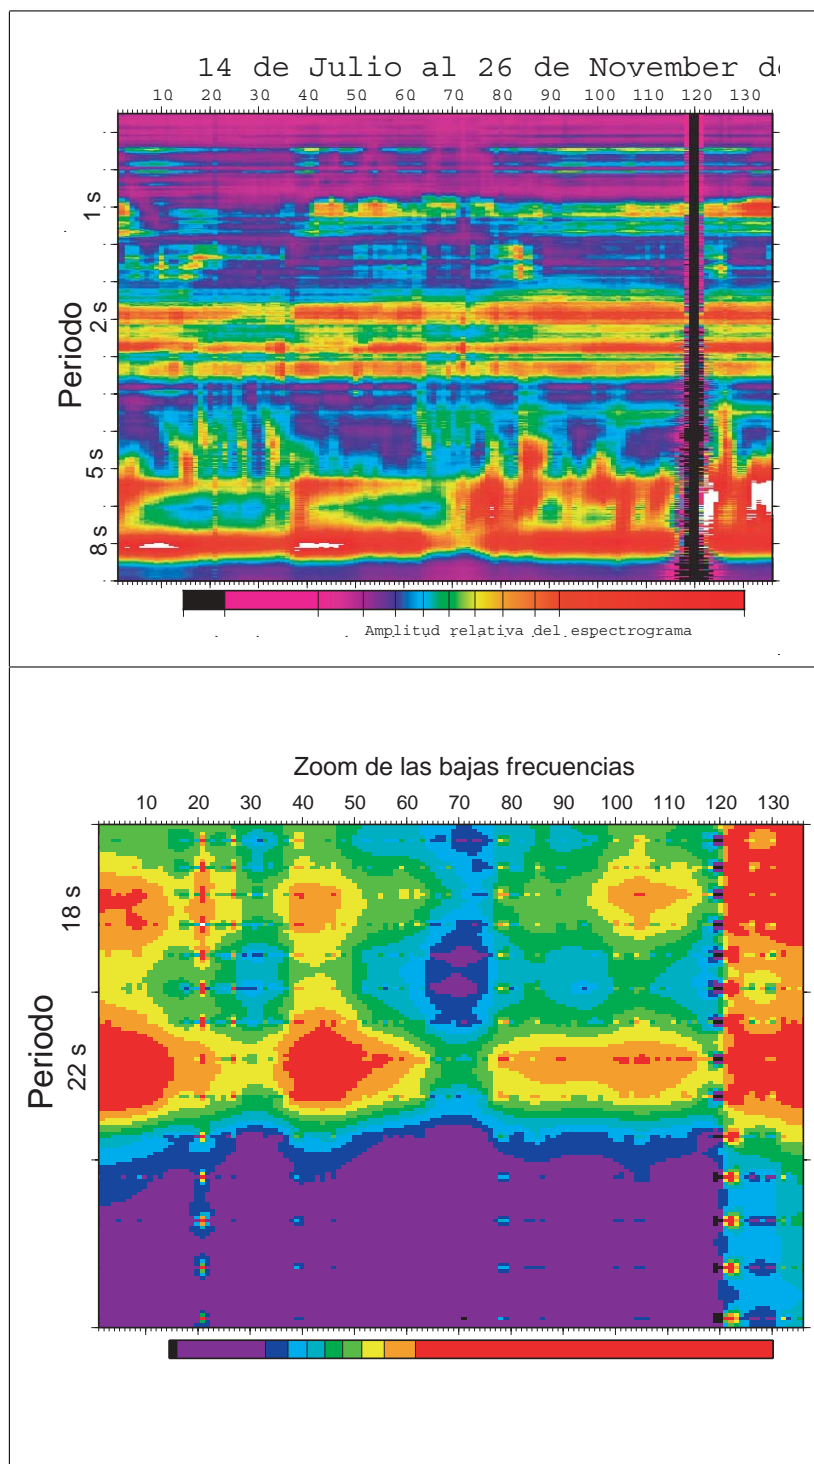 14 de Julio al 26 de November de
10 20 30 40 50 60 70 80 90 100 110 120 130
Periodo
1 s
2 s
5 s
8 s
Amplitud relativa del espectrograma
Zoom de las bajas frecuencias
10 20 30 40 50 60 70 80 90 100 110 120 130
Periodo
18 s
22 s